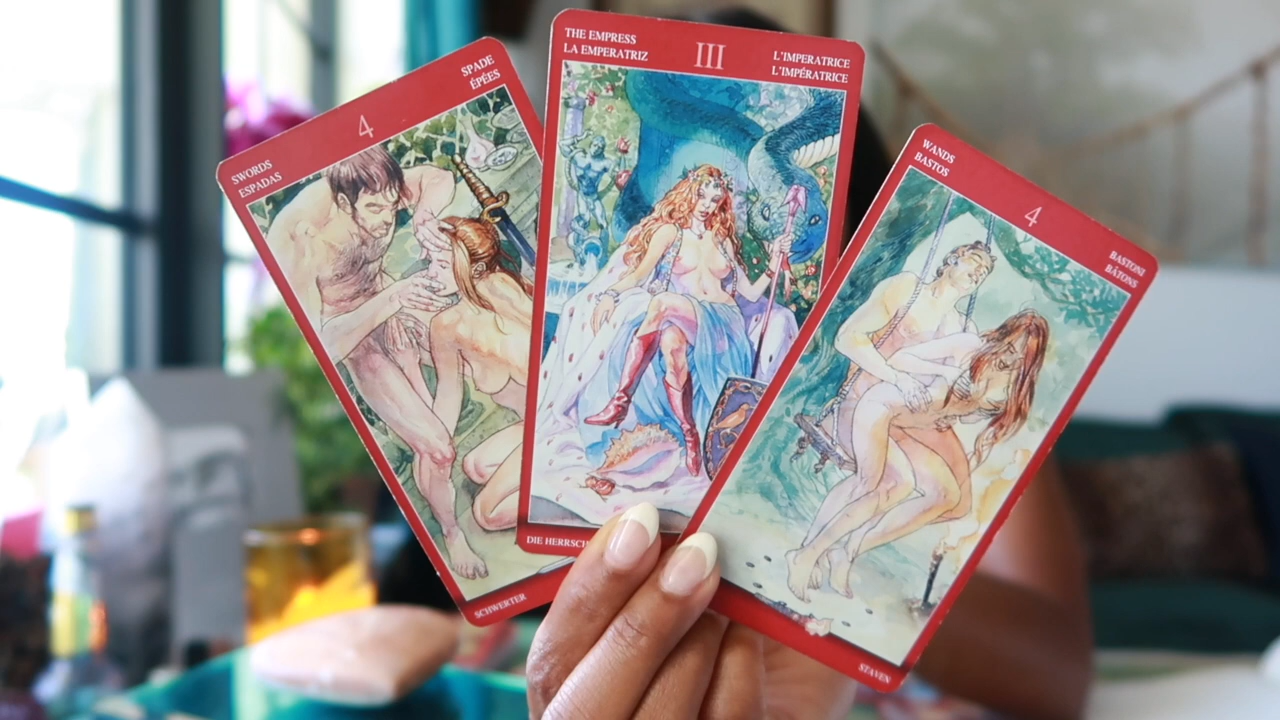 SPADE
ÉPÉES
4
SWORDS
ESPADAS
SCHWERTER
THE EMPRESS
LA EMPERATRIZ
III
L'IMPERATRICE
L'IMPÉRATRICE
DIE HERRSCH
WANDS
BASTOS
4
BASTONI
BÂTONS
STAVEN